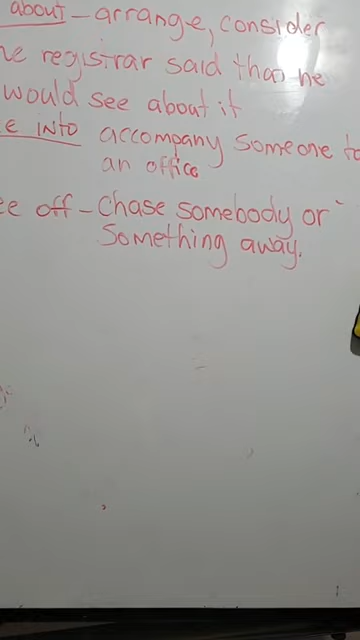 about - arrange, consider
he registrar said that he
would see about it
e into accompany someone to
an office
ee off - Chase somebody or
Something away.